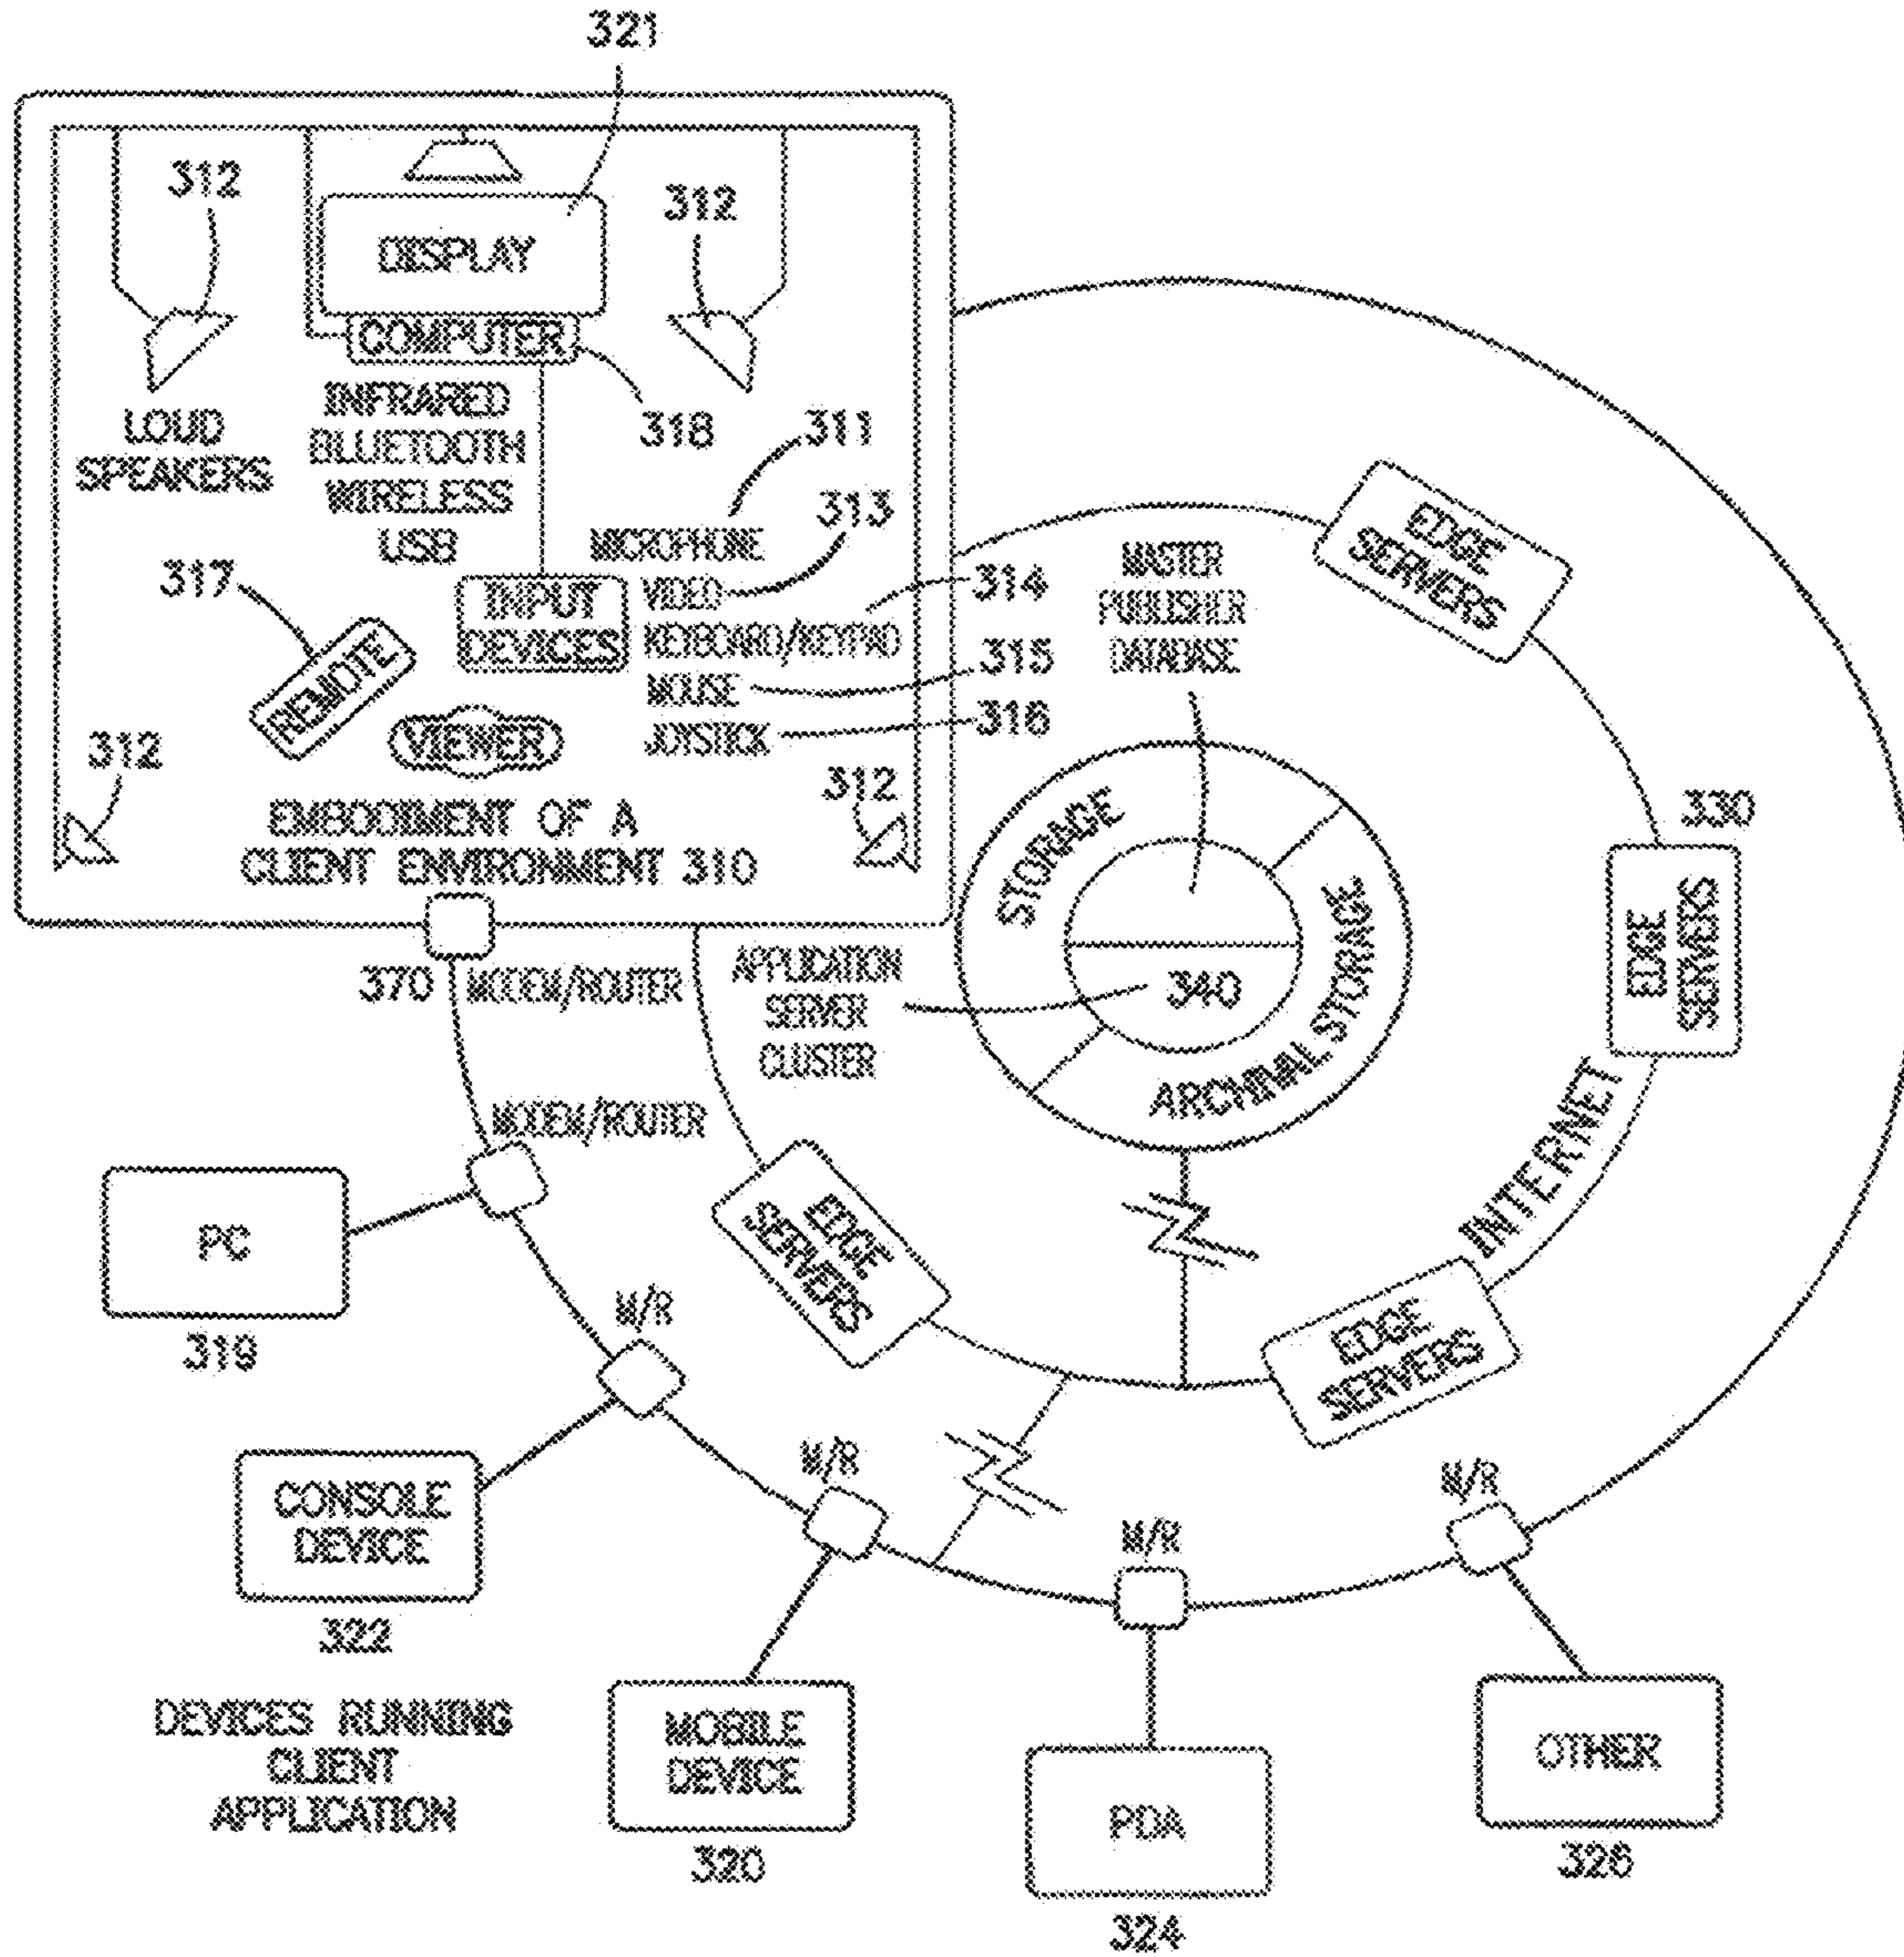 321
312
312
DISPLAY
COMPUTER
318
LOUD
SPEAKERS
INFRARED
BLUETOOTH
WIRELESS
USB
311
MICROPHONE
313
VIDEO
314
KEYBOARD/KEYPAD
315
MOUSE
316
JOYSTICK
INPUT
DEVICES
317
REMOTE
VIEWER
312
312
EMBODIMENT OF A
CLIENT ENVIRONMENT 310
370 MODEM/ROUTER
MODEM/ROUTER
MASTER
PUBLISHER
DATABASE
EDGE
SERVERS
330
EDGE
SERVERS
STORAGE
ARCHIVAL STORAGE
340
APPLICATION
SERVER
CLUSTER
INTERNET
EDGE
SERVERS
EDGE
SERVERS
PC
319
M/R
CONSOLE
DEVICE
322
M/R
MOBILE
DEVICE
320
M/R
PDA
324
M/R
OTHER
326
DEVICES RUNNING
CLIENT
APPLICATION